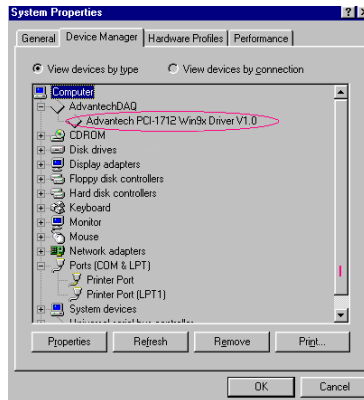 System Properties
General Device Manager Hardware Profiles Performance
View devices by type View devices by connection
Computer
AdvantechDAQ
Advantech PCI-1712 Win9x Driver V1.0
CDROM
Disk drives
Display adapters
Floppy disk controllers
Hard disk controllers
Keyboard
Monitor
Mouse
Network adapters
Ports (COM & LPT)
Printer Port
Printer Port (LPT1)
System devices
Properties Refresh Remove Print...
OK Cancel